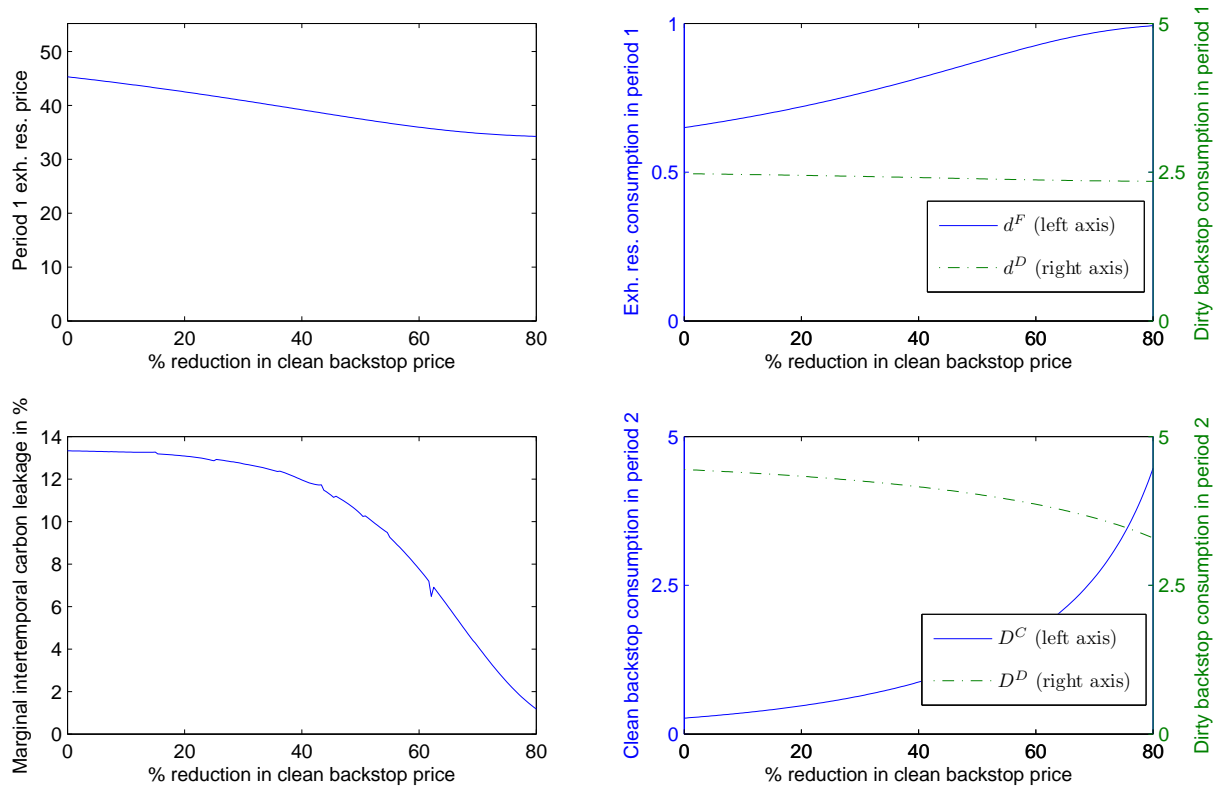 Period 1 exh. res. price
50
40
30
20
10
0
0 20 40 60 80
% reduction in clean backstop price
Exh. res. consumption in period 1
1
0.5
0
Dirty backstop consumption in period 1
5
2.5
0
d^F (left axis)
d^D (right axis)
0 20 40 60 80
% reduction in clean backstop price
Marginal intertemporal carbon leakage in %
14
12
10
8
6
4
2
0
0 20 40 60 80
% reduction in clean backstop price
Clean backstop consumption in period 2
5
2.5
0
Dirty backstop consumption in period 2
5
2.5
0
D^C (left axis)
D^D (right axis)
0 20 40 60 80
% reduction in clean backstop price